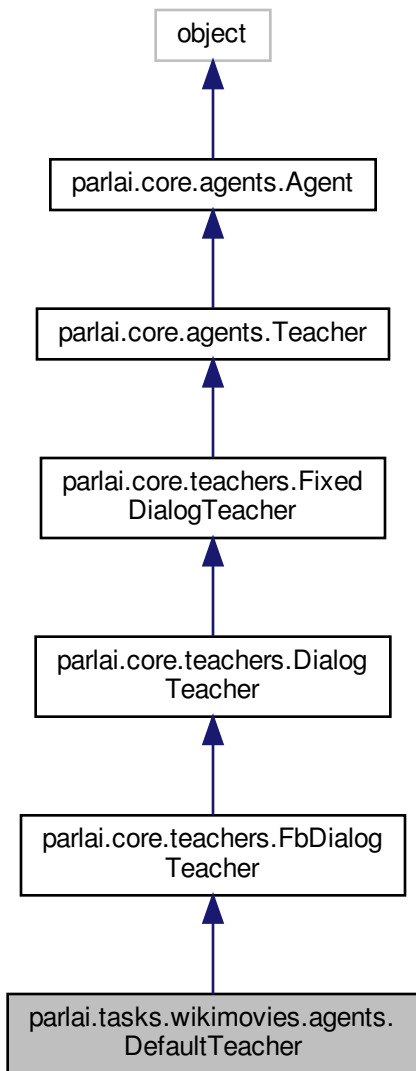 object
parlai.core.agents.Agent
parlai.core.agents.Teacher
parlai.core.teachers.Fixed
DialogTeacher
parlai.core.teachers.Dialog
Teacher
parlai.core.teachers.FbDialog
Teacher
parlai.tasks.wikimovies.agents.
DefaultTeacher